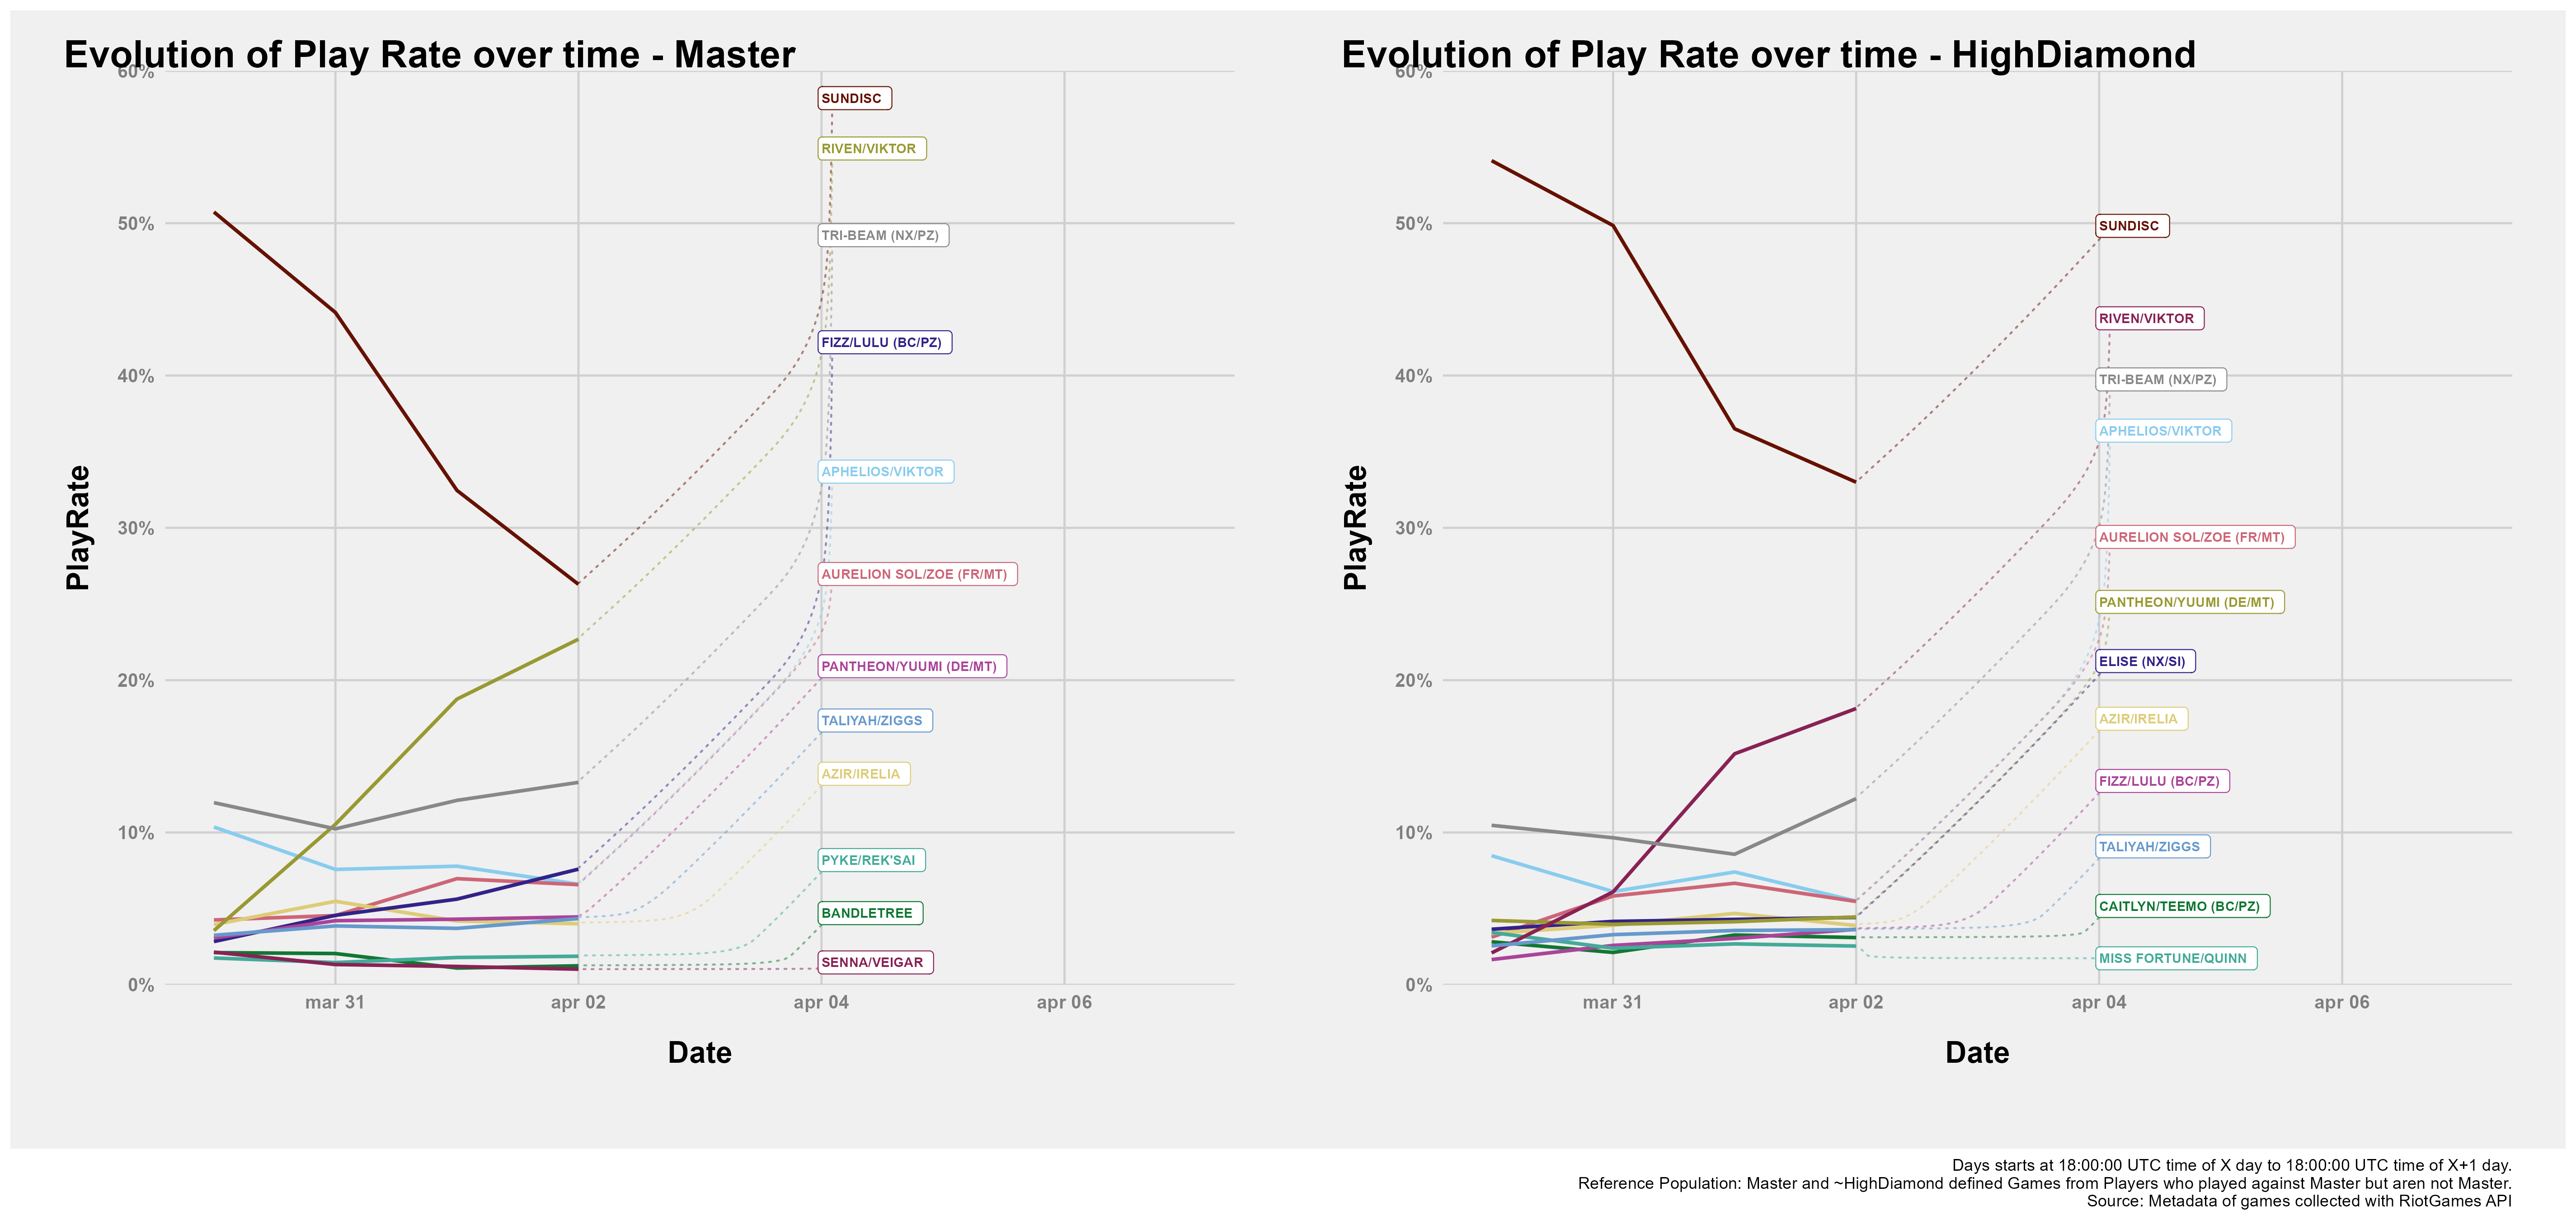 Evolution of Play Rate over time - Master
60%
50%
40%
30%
20%
10%
0%
PlayRate
SUNDISC
RIVEN/VIKTOR
TRI-BEAM (NX/PZ)
FIZZ/LULU (BC/PZ)
APHELIOS/VIKTOR
AURELION SOL/ZOE (FR/MT)
PANTHEON/YUUMI (DE/MT)
TALIYAH/ZIGGS
AZIR/IRELIA
PYKE/REK'SAI
BANDLETREE
SENNA/VEIGAR
mar 31
apr 02
apr 04
apr 06
Date
Evolution of Play Rate over time - HighDiamond
60%
50%
40%
30%
20%
10%
0%
PlayRate
SUNDISC
RIVEN/VIKTOR
TRI-BEAM (NX/PZ)
APHELIOS/VIKTOR
AURELION SOL/ZOE (FR/MT)
PANTHEON/YUUMI (DE/MT)
ELISE (NX/SI)
AZIR/IRELIA
FIZZ/LULU (BC/PZ)
TALIYAH/ZIGGS
CAITLYN/TEEMO (BC/PZ)
MISS FORTUNE/QUINN
mar 31
apr 02
apr 04
apr 06
Date
Days starts at 18:00:00 UTC time of X day to 18:00:00 UTC time of X+1 day.
Reference Population: Master and ~HighDiamond defined Games from Players who played against Master but aren not Master.
Source: Metadata of games collected with RiotGames API